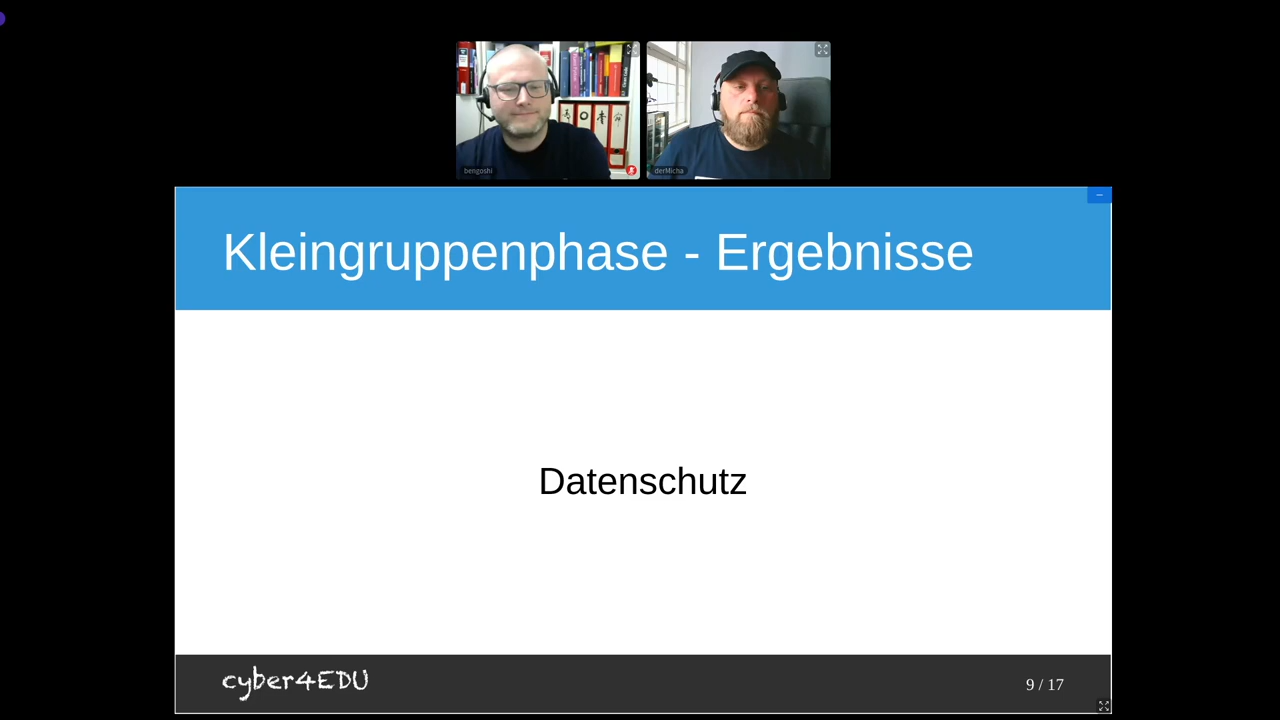 bengoshi
derMicha
Kleingruppenphase - Ergebnisse
Datenschutz
cyber4EDU
9 / 17